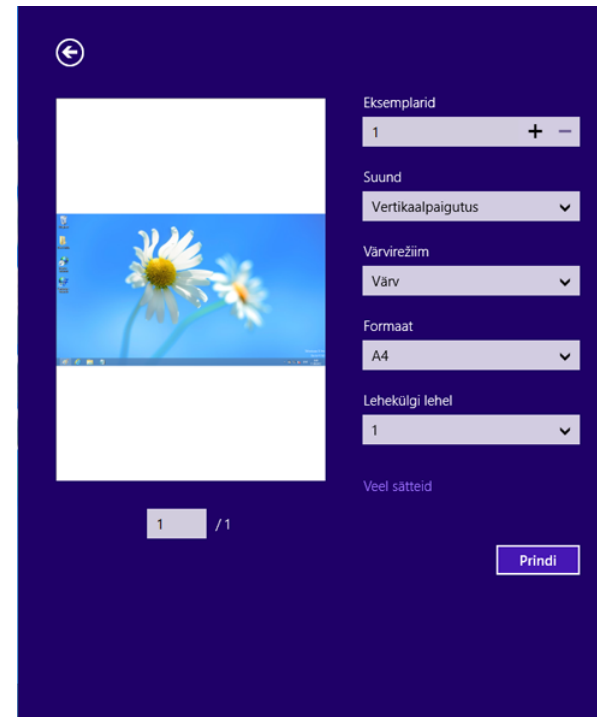 Eksemplarid
1
Suund
Vertikaalpaigutus
Värvirežiim
Värv
Formaat
A4
Lehekülgi lehel
1
Veel sätteid
1 / 1
Prindi